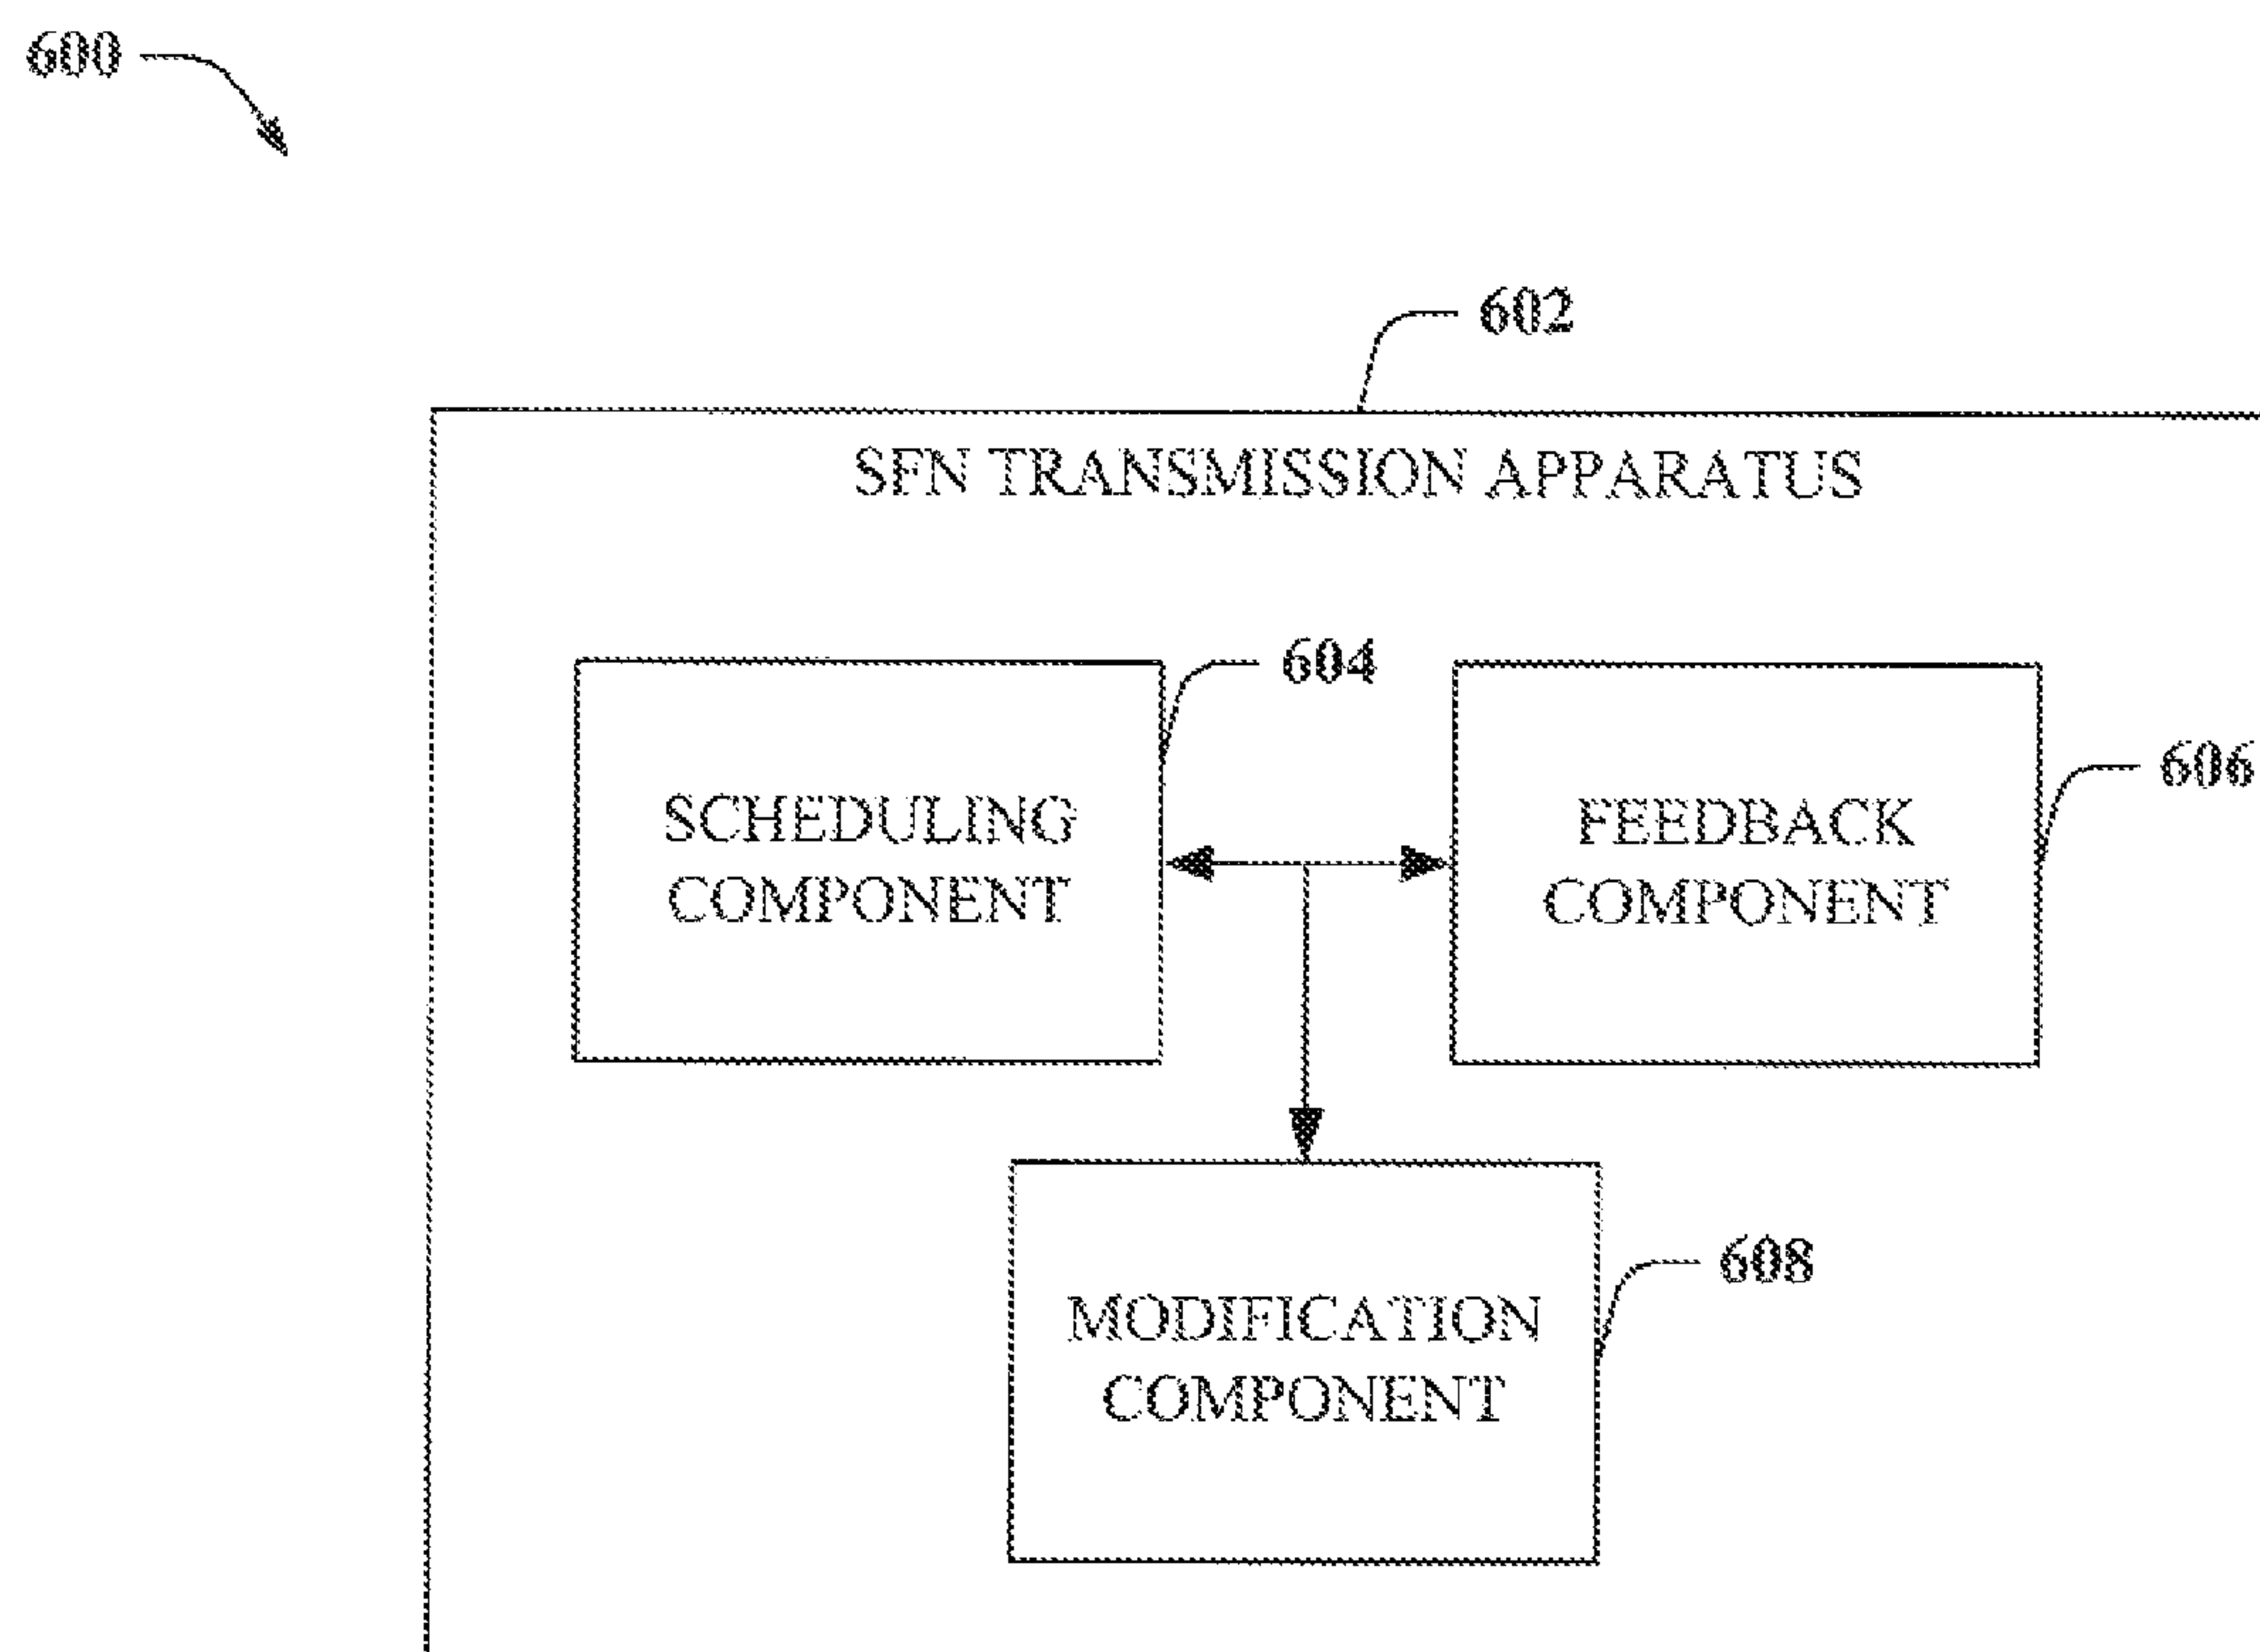 600
602
SFN TRANSMISSION APPARATUS
604
SCHEDULING
COMPONENT
FEEDBACK
COMPONENT
606
MODIFICATION
COMPONENT
608